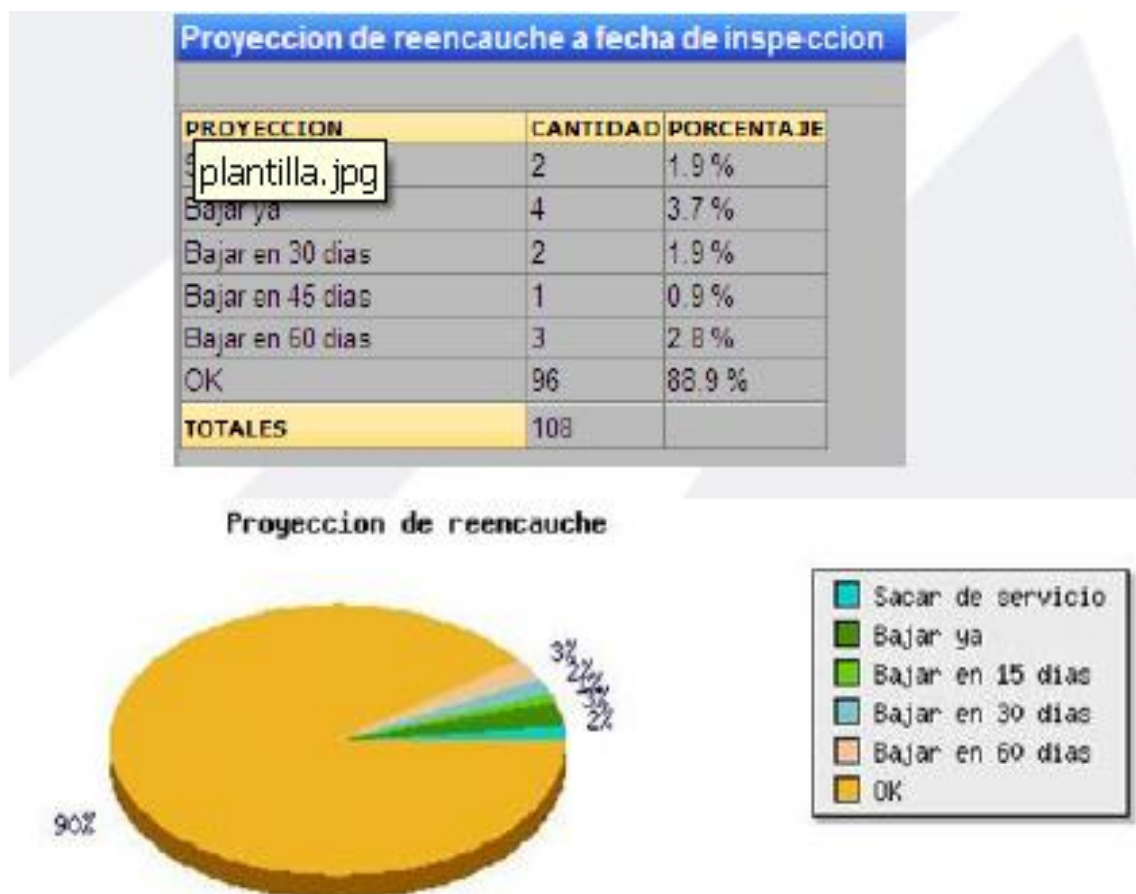 Proyeccion de reencauche a fecha de inspeccion
PROYECCION CANTIDAD PORCENTAJE
plantilla.jpg 2 1.9 %
Bajar ya 4 3.7 %
Bajar en 30 dias 2 1.9 %
Bajar en 45 dias 1 0.9 %
Bajar en 60 dias 3 2.8 %
OK 96 88.9 %
TOTALES 108
Proyeccion de reencauche
Sacar de servicio
Bajar ya
Bajar en 15 dias
Bajar en 30 dias
Bajar en 60 dias
OK
3%
2%
2%
90%